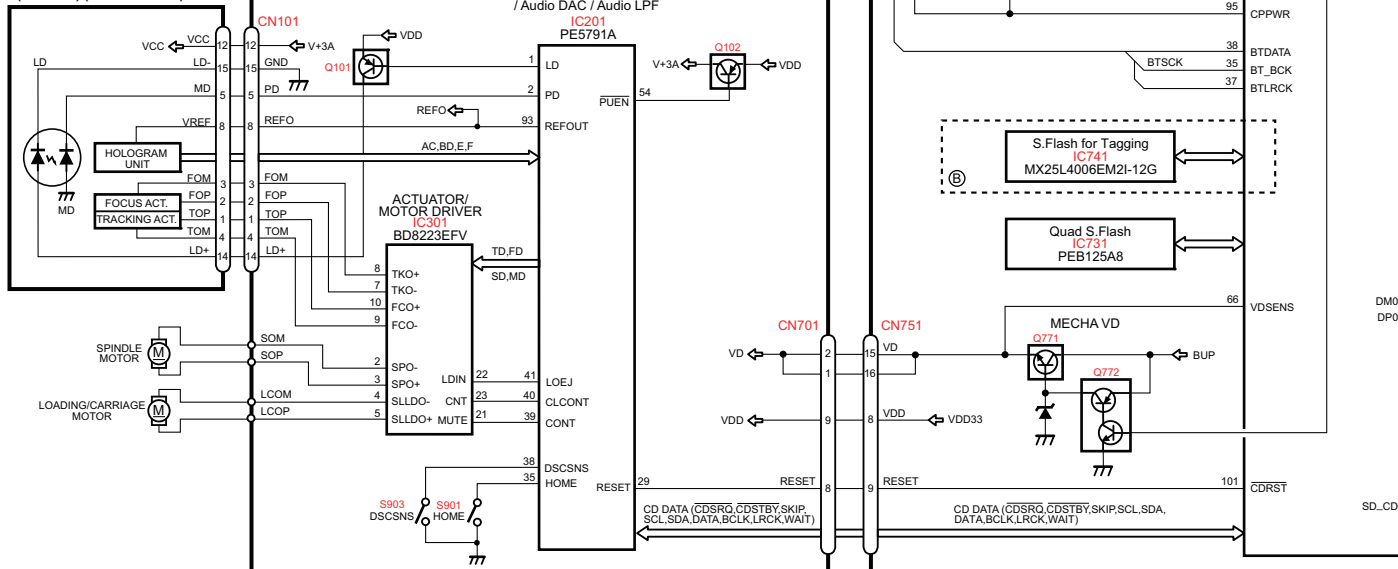 / Audio DAC / Audio LPF
IC201
PE5791A
CN101
VCC
VCC
12
12
V+3A
LD
LD-
15
15
GND
MD
5
5
PD
VREF
8
8
REFO
HOLOGRAM
UNIT
FOM
3
3
FOM
FOCUS ACT.
FOP
2
2
FOP
TRACKING ACT.
TOP
1
1
TOP
TOM
4
4
TOM
LD+
14
14
LD+
MD
VDD
Q101
REFO
AC,BD,E,F
1
LD
2
PD
93
REFOUT
PUEN
54
V+3A
Q102
VDD
ACTUATOR/
MOTOR DRIVER
IC301
BD8223EFV
TD,FD
SD,MD
8
TKO+
7
TKO-
10
FCO+
9
FCO-
2
SPO-
3
SPO+
4
SLLDO-
5
SLLDO+
LDIN
22
CNT
23
MUTE
21
41
LOEJ
40
CLCONT
39
CONT
SPINDLE
MOTOR
M
SOM
SOP
LOADING/CARRIAGE
MOTOR
M
LCOM
LCOP
38
DSCSNS
35
HOME
S903
DSCSNS
S901
HOME
RESET
29
RESET
8
9
RESET
CD DATA (CDSRQ,CDSTBY,SKIP,
SCL,SDA,DATA,BCLK,LRCK,WAIT)
CD DATA (CDSRQ,CDSTBY,SKIP,SCL,SDA,
DATA,BCLK,LRCK,WAIT)
CN701
CN751
VD
2
15
VD
1
16
VDD
9
8
VDD
VDD33
MECHA VD
Q771
Q772
BUP
95
CPPWR
38
BTDATA
BTSCK
35
BT_BCK
37
BTLRCK
S.Flash for Tagging
IC741
MX25L4006EM2I-12G
B
Quad S.Flash
IC731
PEB125A8
66
VDSENS
101
CDRST
DM0
DP0
SD_CD